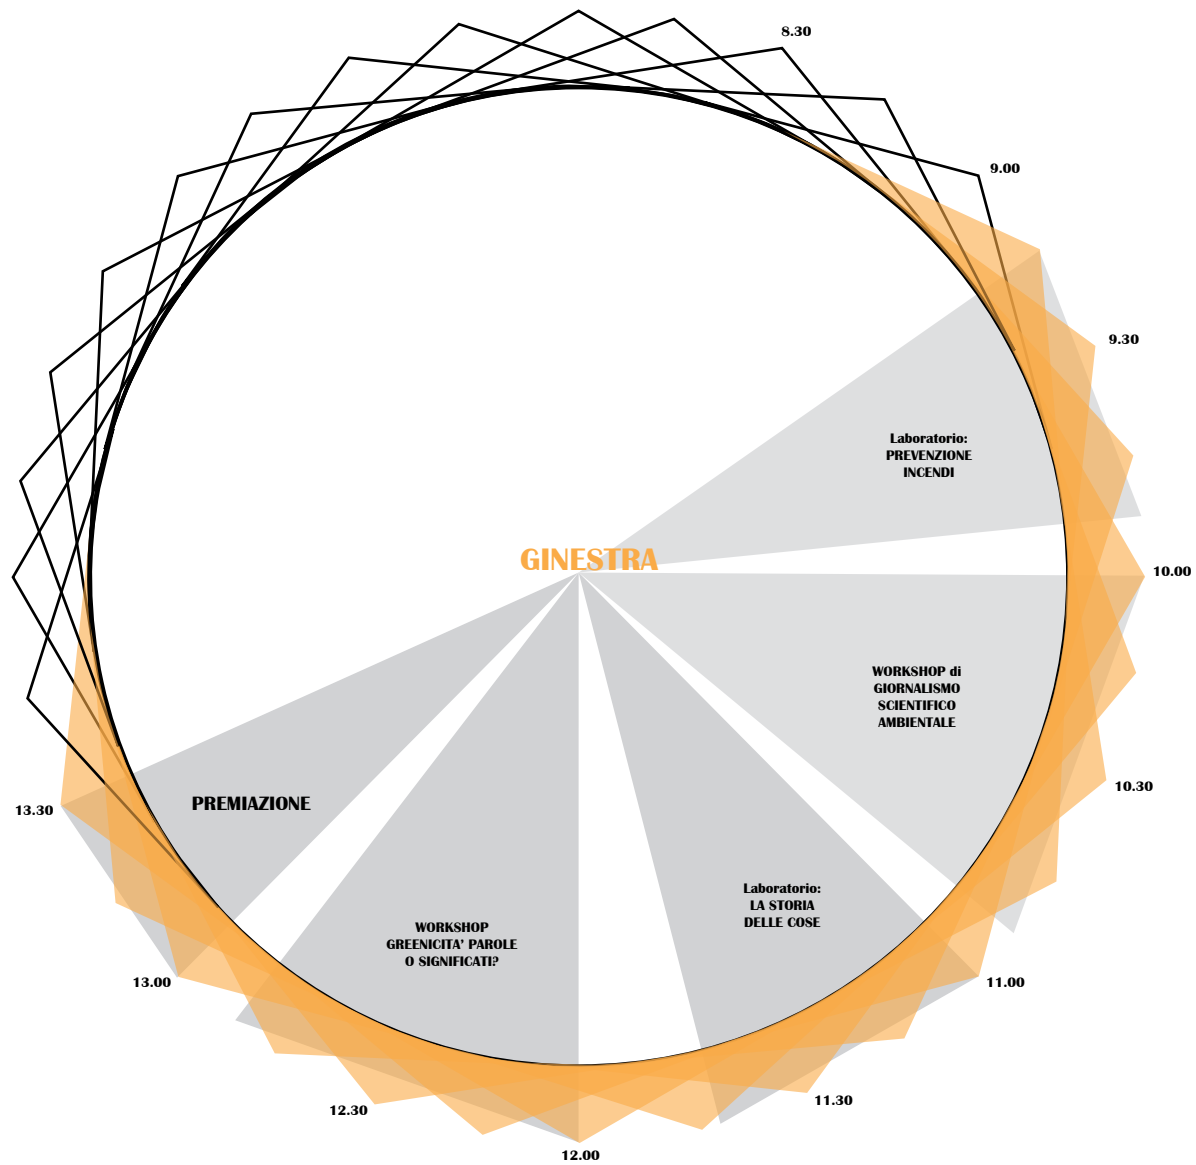 8.30
9.00
9.30
Laboratorio:
PREVENZIONE
INCENDI
GINESTRA
10.00
WORKSHOP di
GIORNALISMO
SCIENTIFICO
AMBIENTALE
10.30
PREMIAZIONE
13.30
Laboratorio:
LA STORIA
DELLE COSE
WORKSHOP
GREENICITA’ PAROLE
O SIGNIFICATI?
13.00
11.00
12.30
11.30
12.00